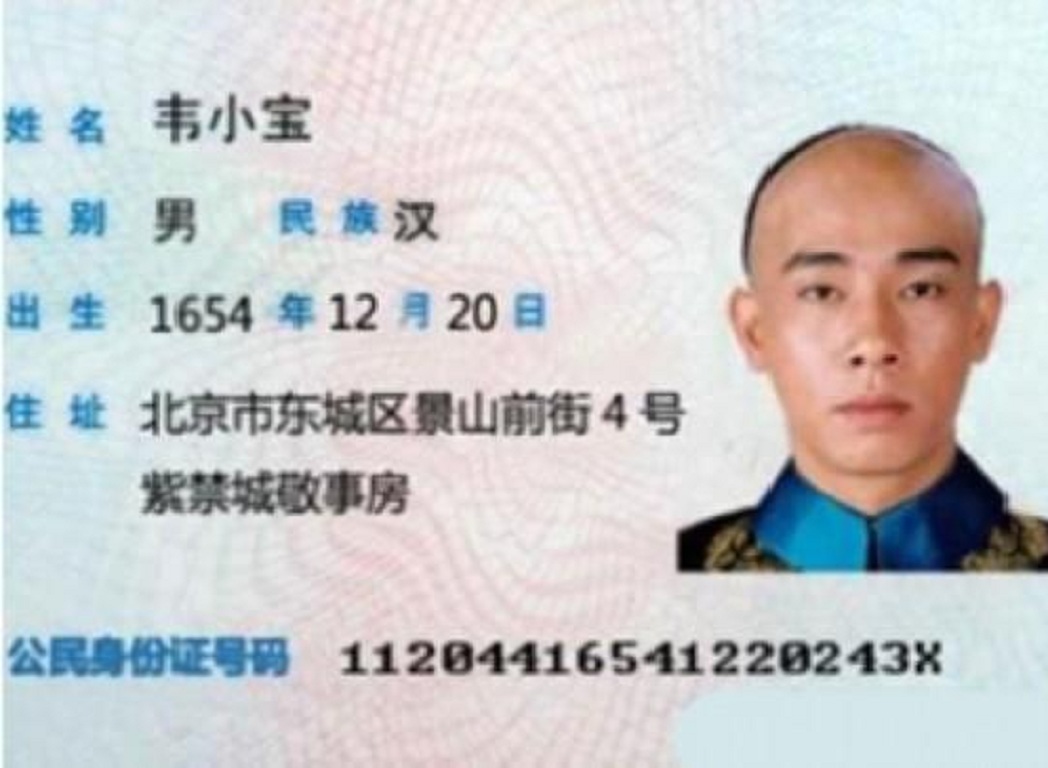 姓名 韦小宝
性别 男 民族 汉
出生 1654 年 12 月 20 日
住址 北京市东城区景山前街 4 号
紫禁城敬事房
公民身份证号码 11204416541220243X